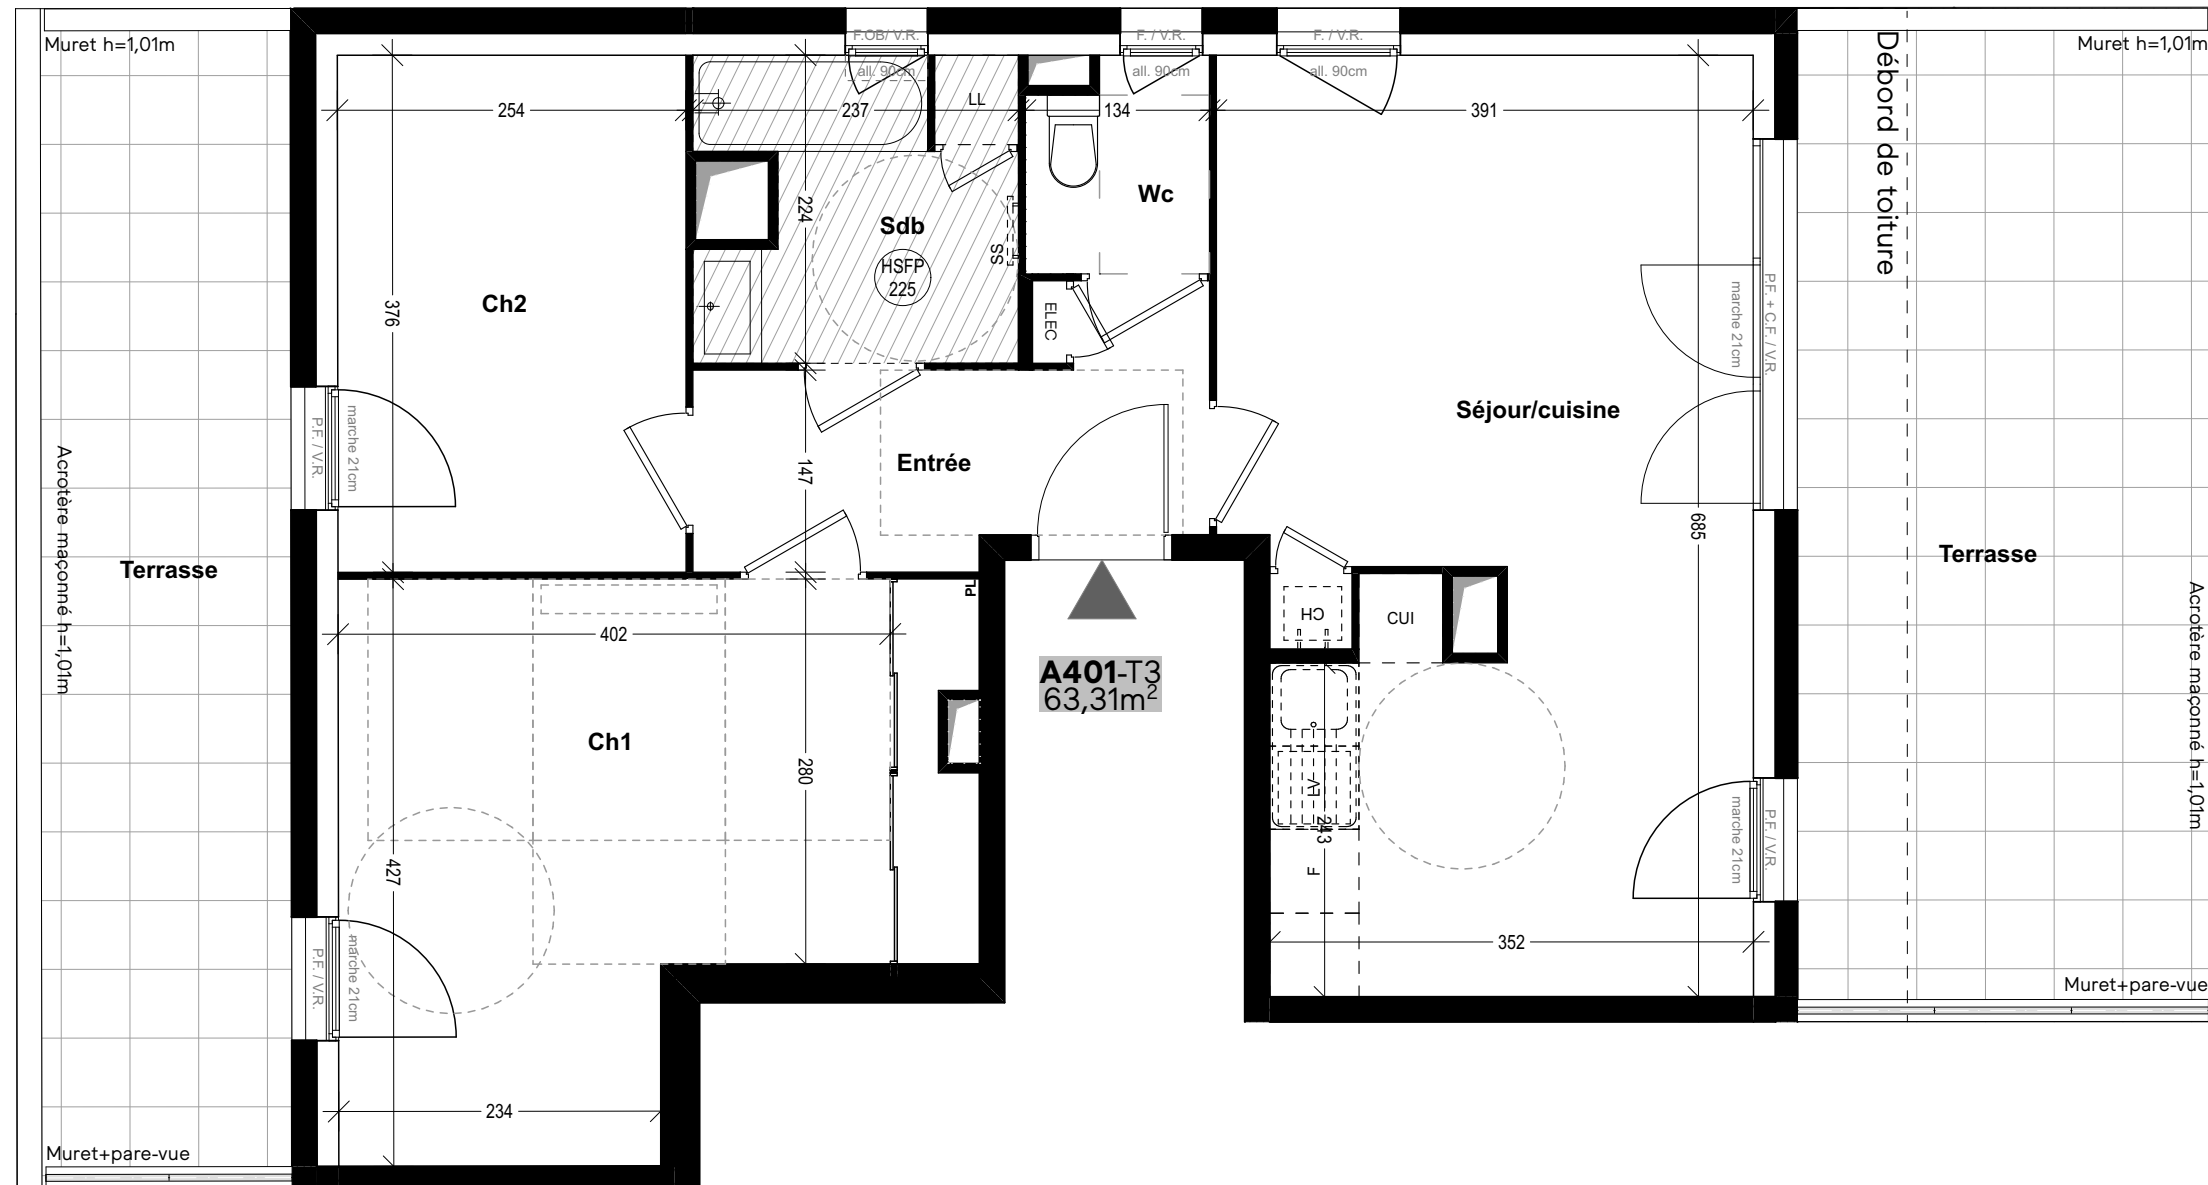 Muret h=1,01m
F.OB/ V.R.
F. / V.R.
F. / V.R.
Muret h=1,01m
Débord de toiture
all. 90cm
all. 90cm
all. 90cm
254
237
LL
134
391
Wc
224
Sdb
SS
HSFP
225
Ch2
376
ELEC
P.F. + C.F. / V.R.
marche 21cm
Séjour/cuisine
P.F. / V.R.
marche 21cm
Entrée
147
685
Acrotère maçonné h=1,01m
Terrasse
Terrasse
PL
CH
CUI
402
Acrotère maçonné h=1,01m
A401-T3
63,31m²
Ch1
280
LV
243
F
P.F. / V.R.
marche 21cm
427
352
P.F. / V.R.
marche 21cm
Muret+pare-vue
234
Muret+pare-vue